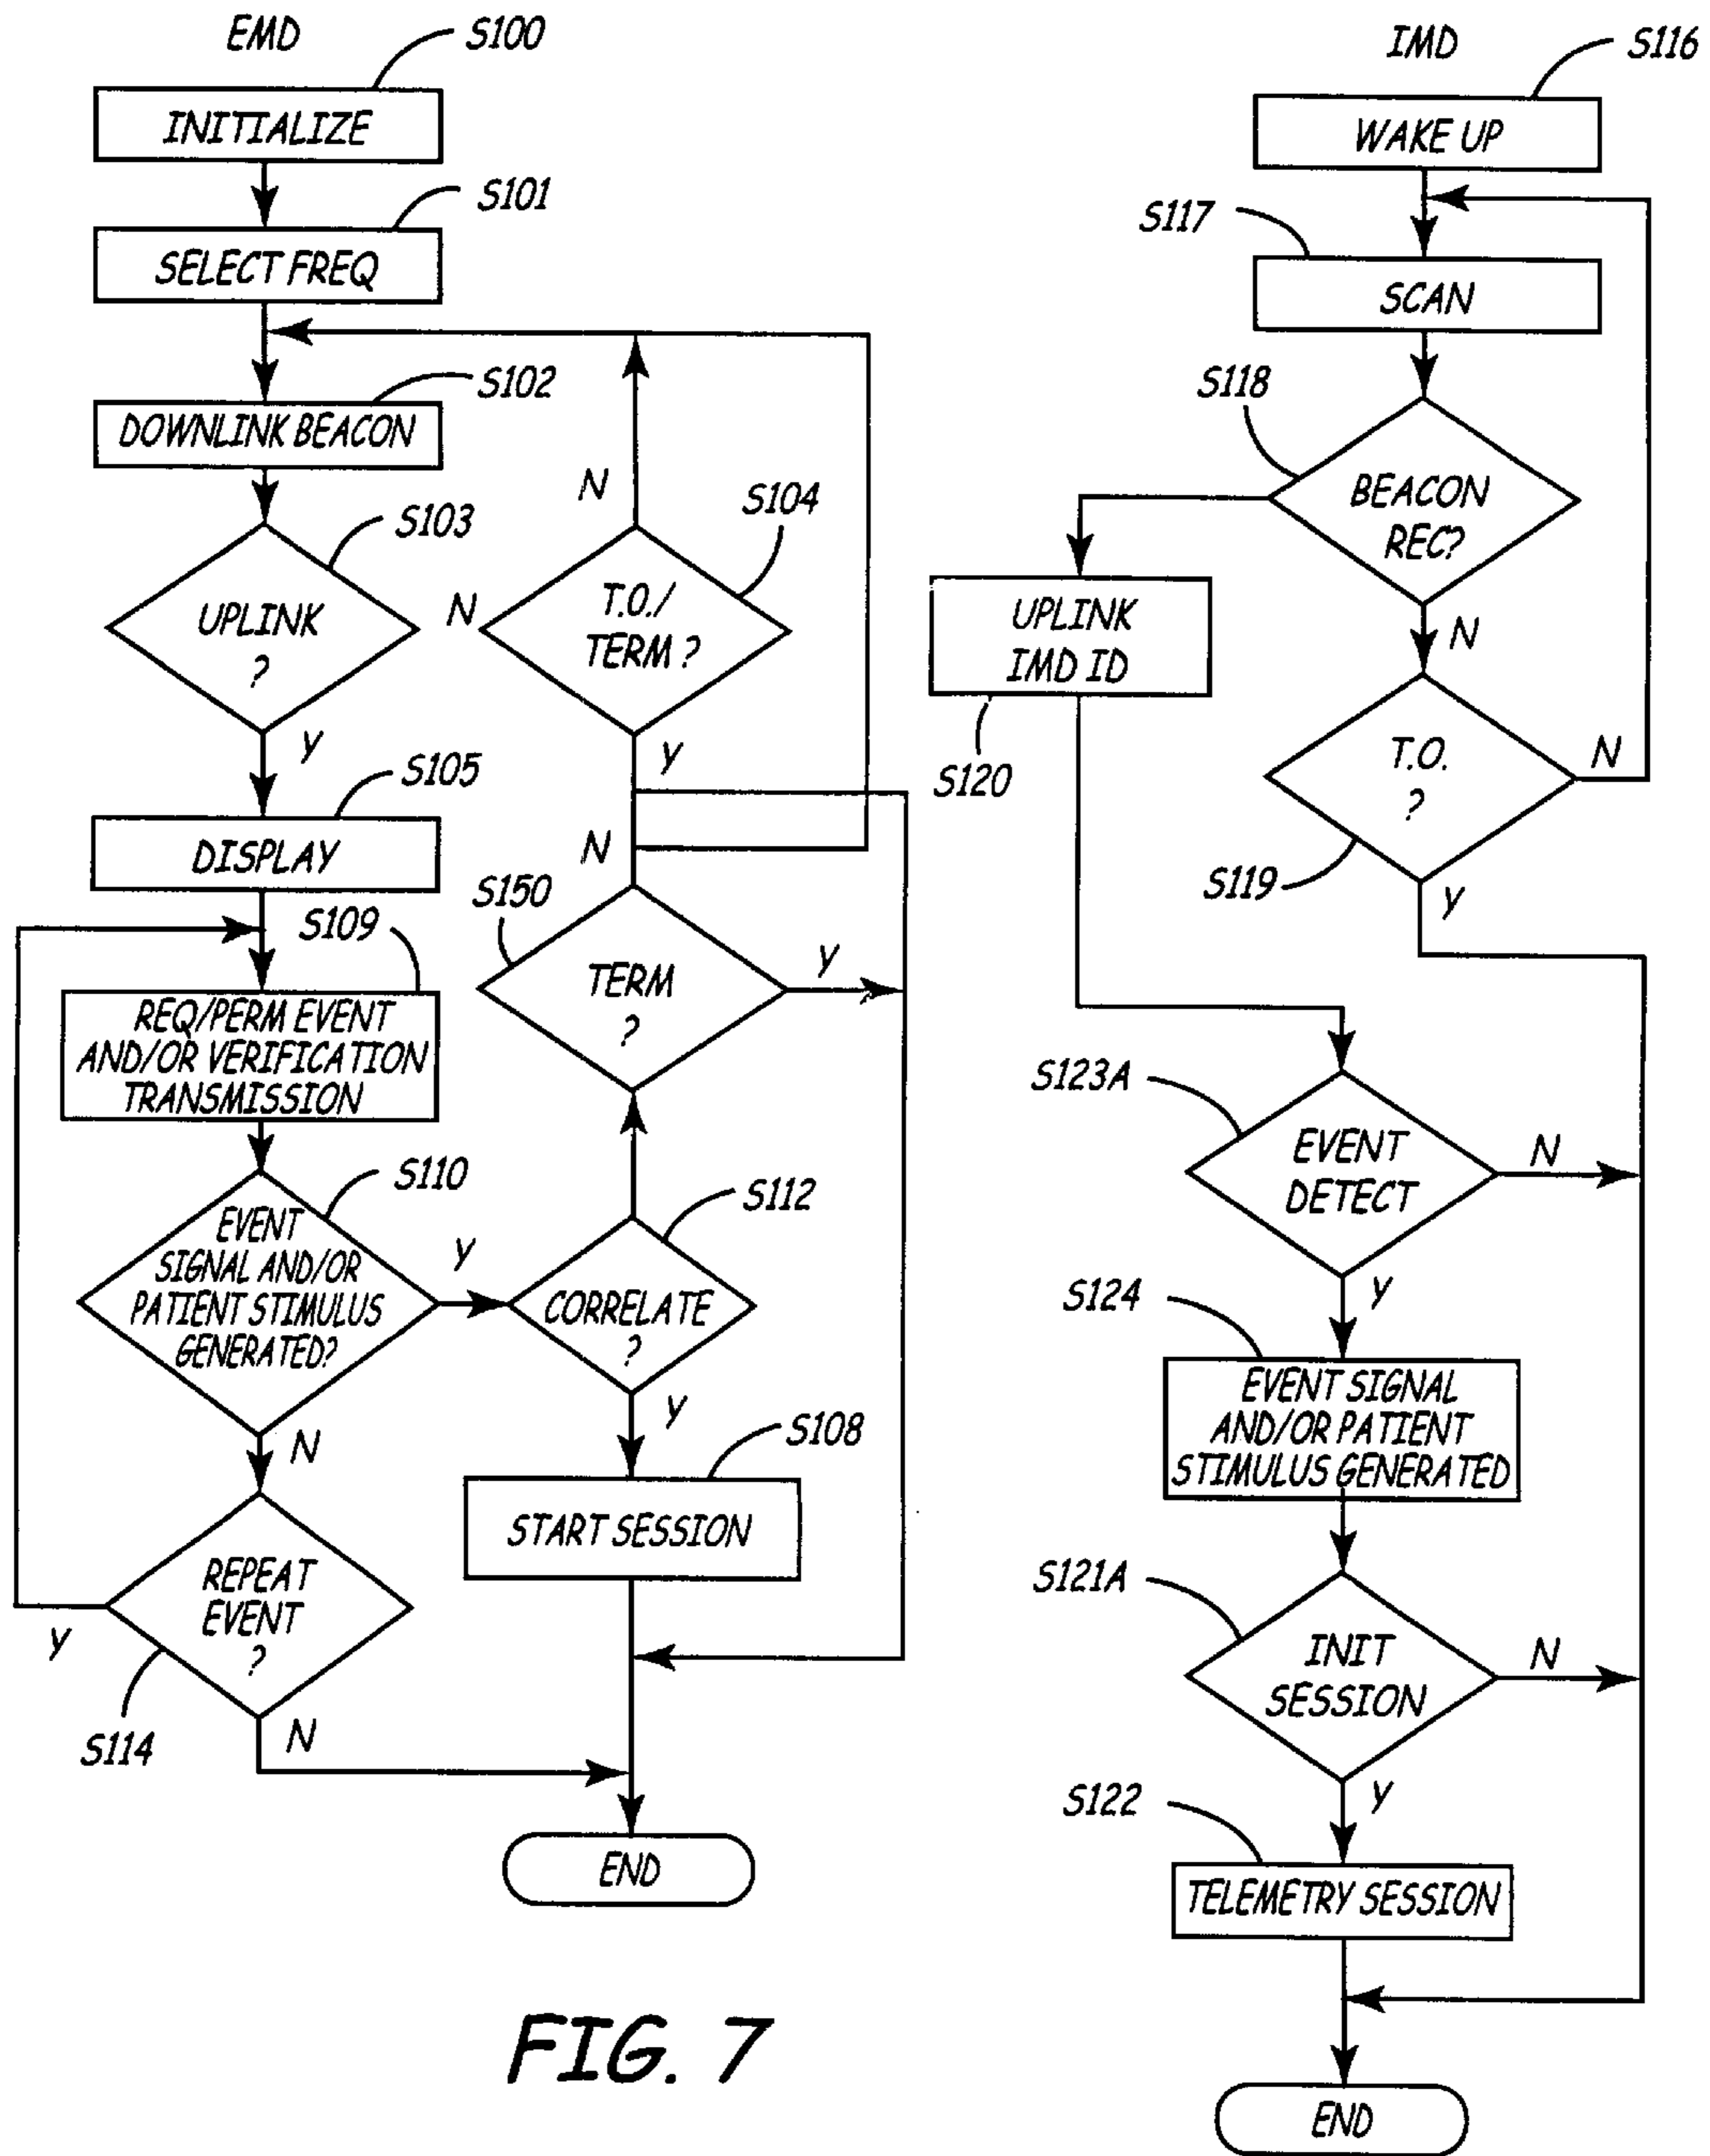 EMD
S100
INITIALIZE
S101
SELECT FREQ
S102
DOWNLINK BEACON
S103
UPLINK
?
N
Y
S104
N
T.O./
TERM ?
Y
S105
DISPLAY
S109
REQ/PERM EVENT
AND/OR VERIFICATION
TRANSMISSION
S150
N
TERM
?
Y
S110
EVENT
SIGNAL AND/OR
PATIENT STIMULUS
GENERATED?
Y
N
S112
CORRELATE
?
Y
S108
START SESSION
REPEAT
EVENT
?
Y
S114
N
END
IMD
S116
WAKE UP
S117
SCAN
S118
BEACON
REC?
N
UPLINK
IMD ID
S120
T.O.
?
N
S119
Y
S123A
EVENT
DETECT
N
Y
S124
EVENT SIGNAL
AND/OR PATIENT
STIMULUS GENERATED
S121A
INIT
SESSION
N
Y
S122
TELEMETRY SESSION
END
FIG. 7